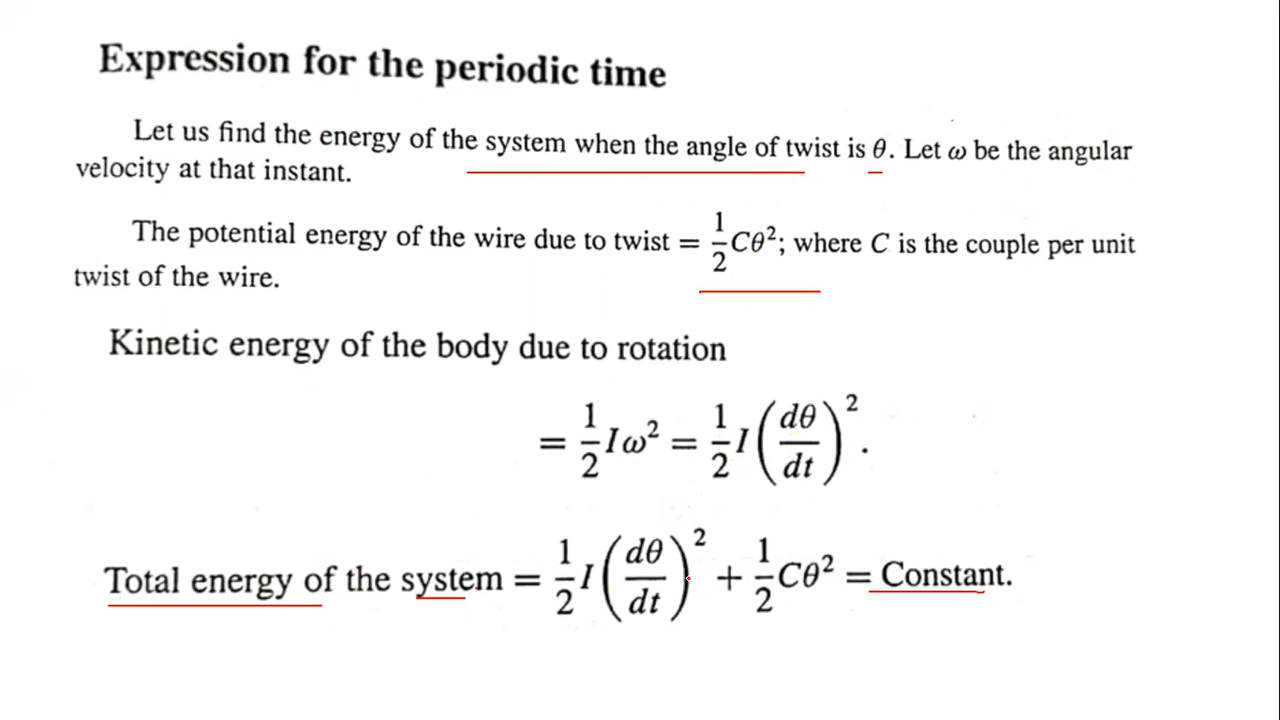 Expression for the periodic time
Let us find the energy of the system when the angle of twist is θ. Let ω be the angular
velocity at that instant.
The potential energy of the wire due to twist = 1/2 Cθ²; where C is the couple per unit
twist of the wire.
Kinetic energy of the body due to rotation
= 1/2 Iω² = 1/2 I(dθ/dt)².
Total energy of the system = 1/2 I(dθ/dt)² + 1/2 Cθ² = Constant.